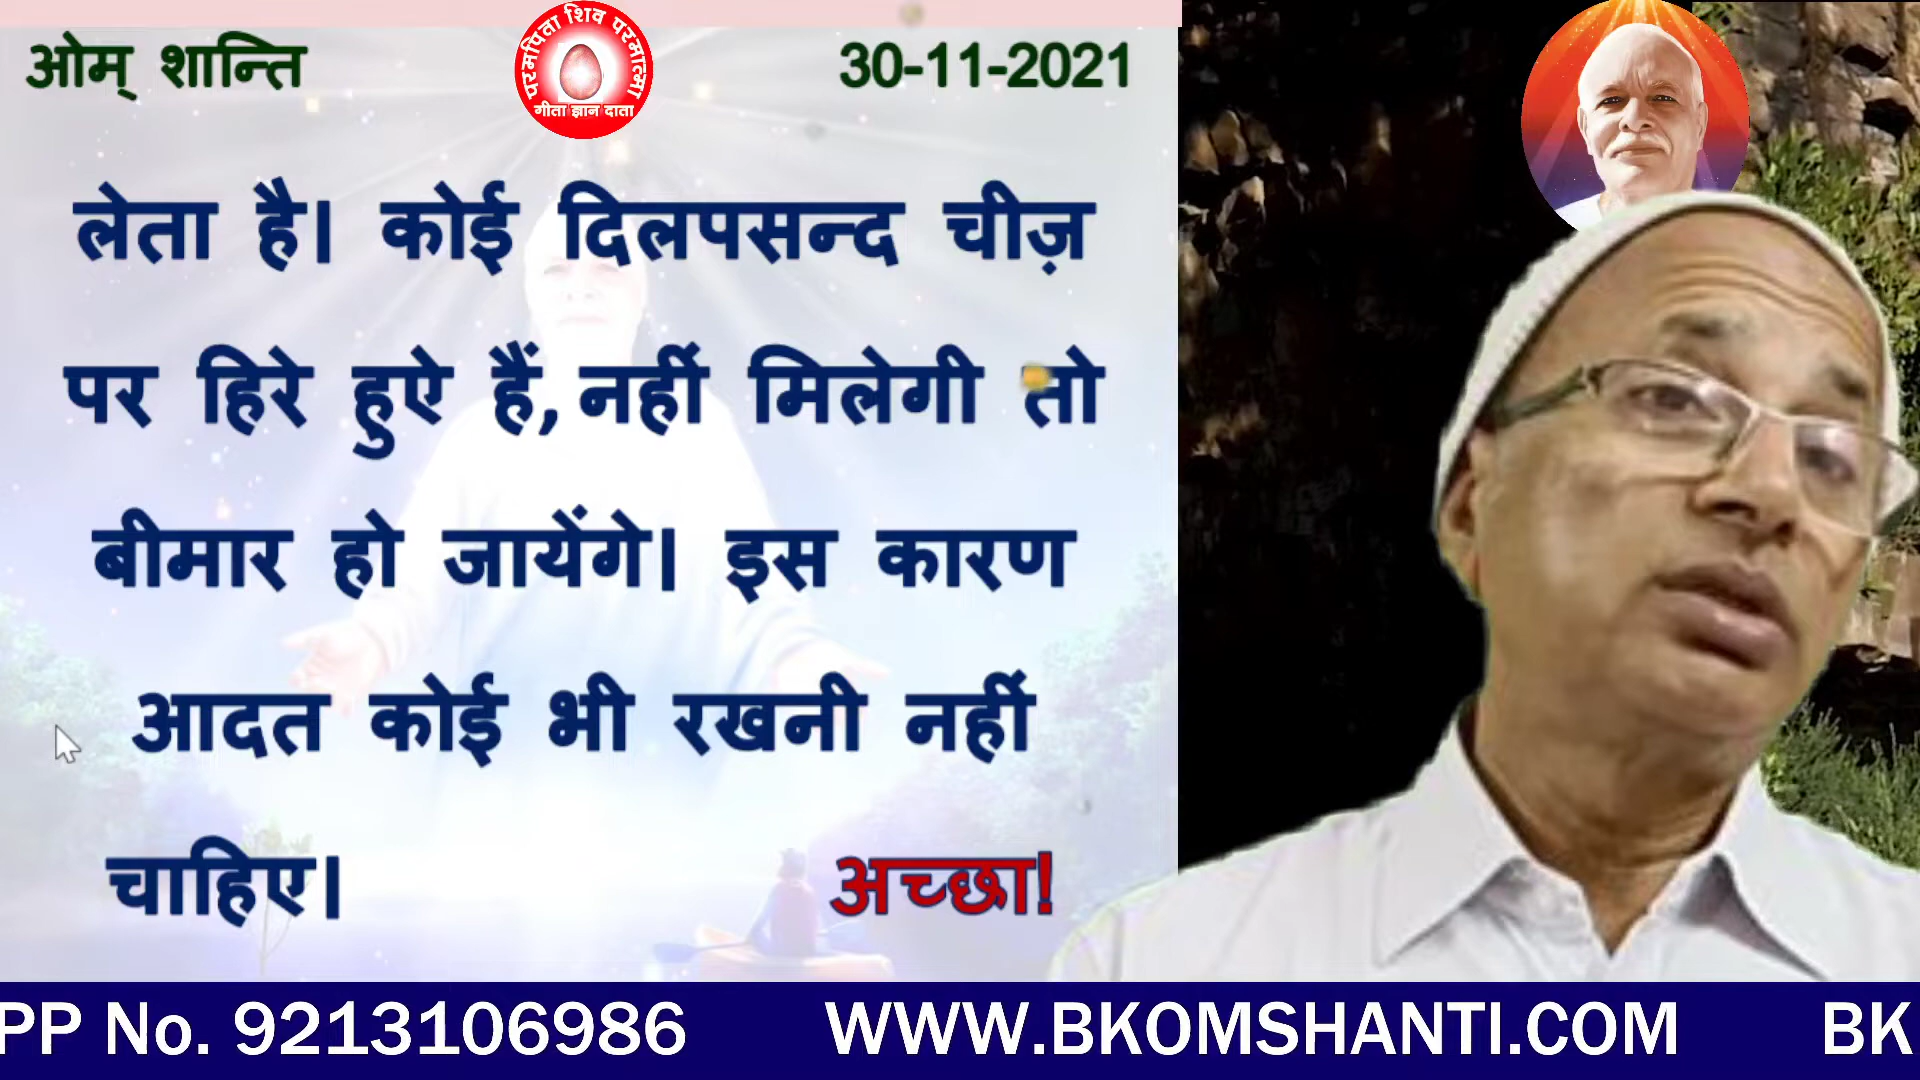 ओम् शान्ति
परमपिता शिव परमात्मा
गीता ज्ञान दाता
30-11-2021
लेता है। कोई दिलपसन्द चीज़
पर हिरे हुऐ हैं, नहीं मिलेगी तो
बीमार हो जायेंगे। इस कारण
आदत कोई भी रखनी नहीं
चाहिए। अच्छा!
PP No. 9213106986 WWW.BKOMSHANTI.COM BK